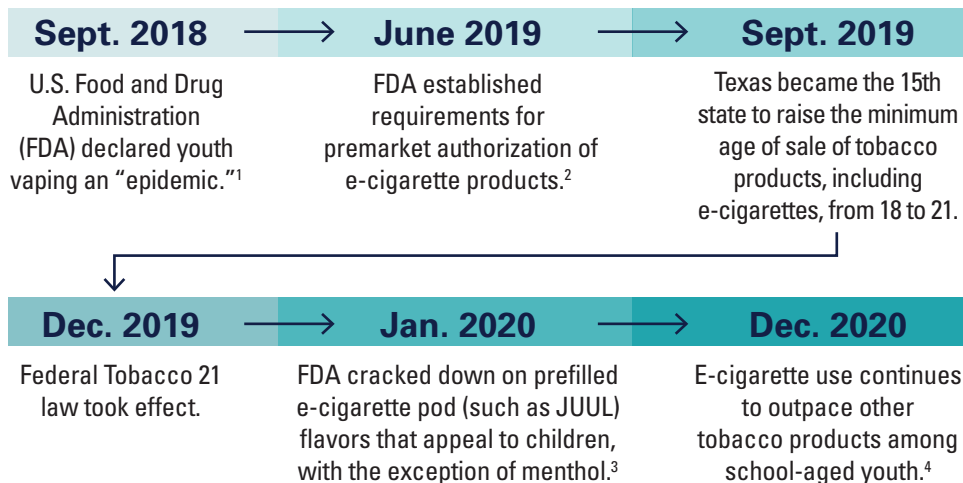 Sept. 2018
U.S. Food and Drug
Administration
(FDA) declared youth
vaping an “epidemic.”¹
June 2019
FDA established
requirements for
premarket authorization of
e-cigarette products.²
Sept. 2019
Texas became the 15th
state to raise the minimum
age of sale of tobacco
products, including
e-cigarettes, from 18 to 21.
Dec. 2019
Federal Tobacco 21
law took effect.
Jan. 2020
FDA cracked down on prefilled
e-cigarette pod (such as JUUL)
flavors that appeal to children,
with the exception of menthol.³
Dec. 2020
E-cigarette use continues
to outpace other
tobacco products among
school-aged youth.⁴